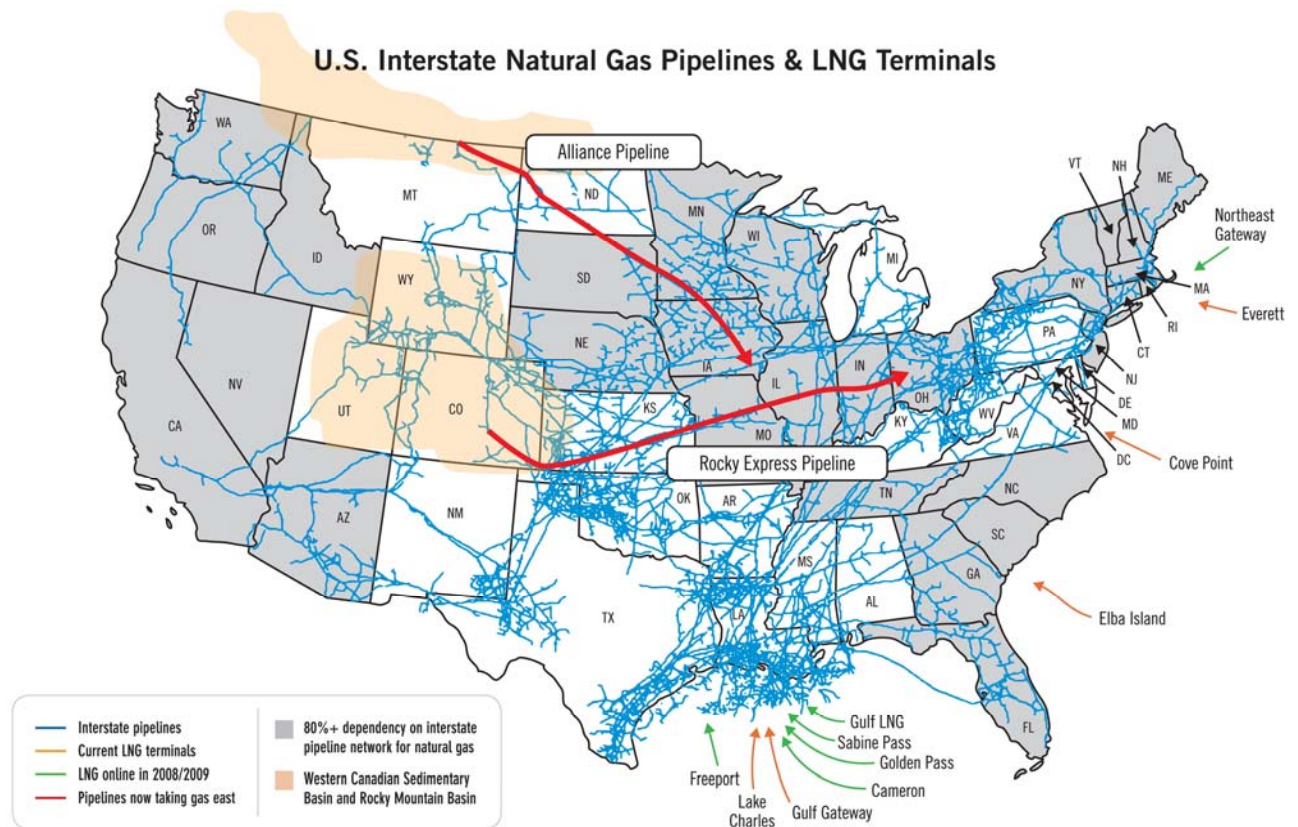 U.S. Interstate Natural Gas Pipelines & LNG Terminals
Alliance Pipeline
Rocky Express Pipeline
WA
OR
CA
NV
ID
MT
WY
UT
CO
AZ
NM
ND
SD
NE
KS
OK
TX
MN
IA
MO
AR
LA
WI
IL
MI
IN
OH
KY
TN
MS
AL
GA
FL
SC
NC
VA
WV
PA
NY
VT
NH
ME
MA
RI
CT
NJ
DE
MD
DC
Northeast
Gateway
Everett
Cove Point
Elba Island
Gulf LNG
Sabine Pass
Golden Pass
Cameron
Freeport
Lake
Charles
Gulf Gateway
Interstate pipelines
Current LNG terminals
LNG online in 2008/2009
Pipelines now taking gas east
80%+ dependency on interstate
pipeline network for natural gas
Western Canadian Sedimentary
Basin and Rocky Mountain Basin